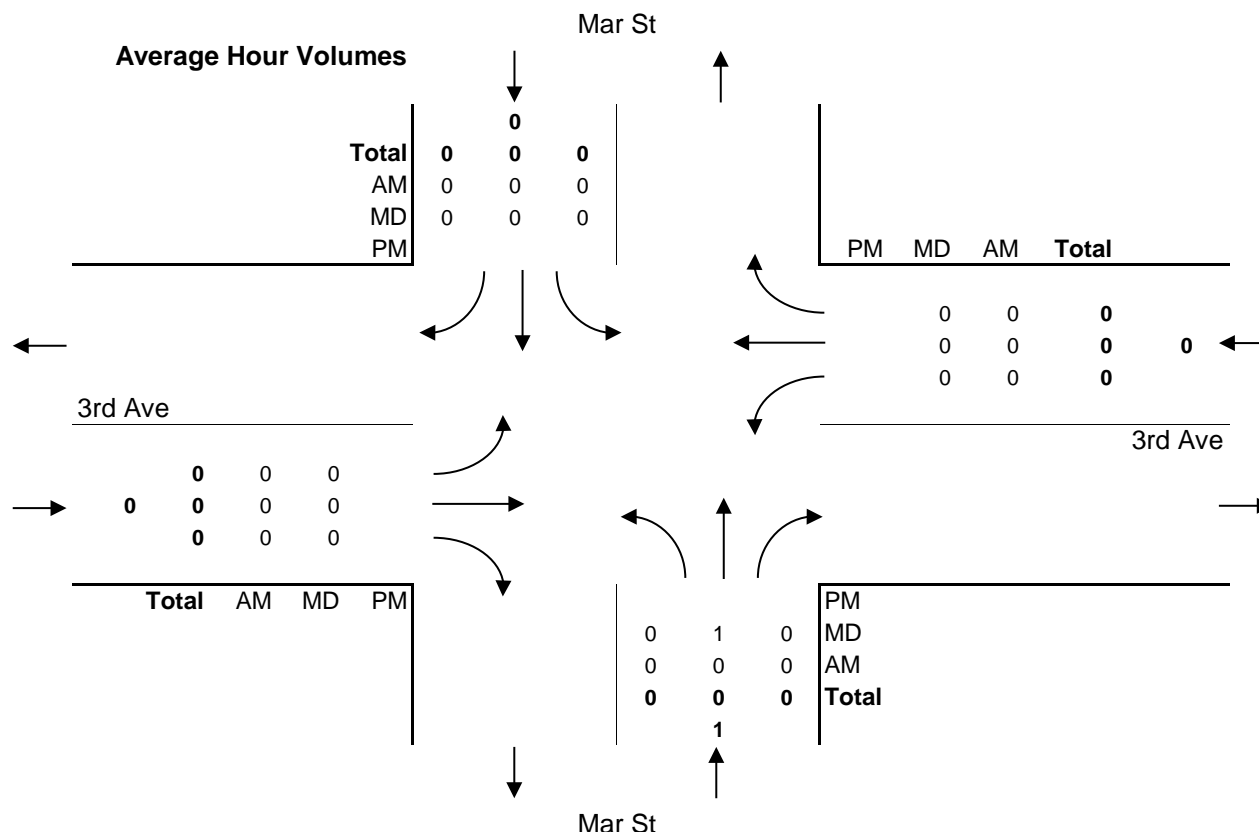 Mar St
Average Hour Volumes
0
Total 0 0 0
AM 0 0 0
MD 0 0 0
PM
PM MD AM Total
0 0 0
0 0 0 0
0 0 0
3rd Ave
3rd Ave
0 0 0
0 0 0 0
0 0 0
Total AM MD PM
PM
0 1 0 MD
0 0 0 AM
0 0 0 Total
1
Mar St